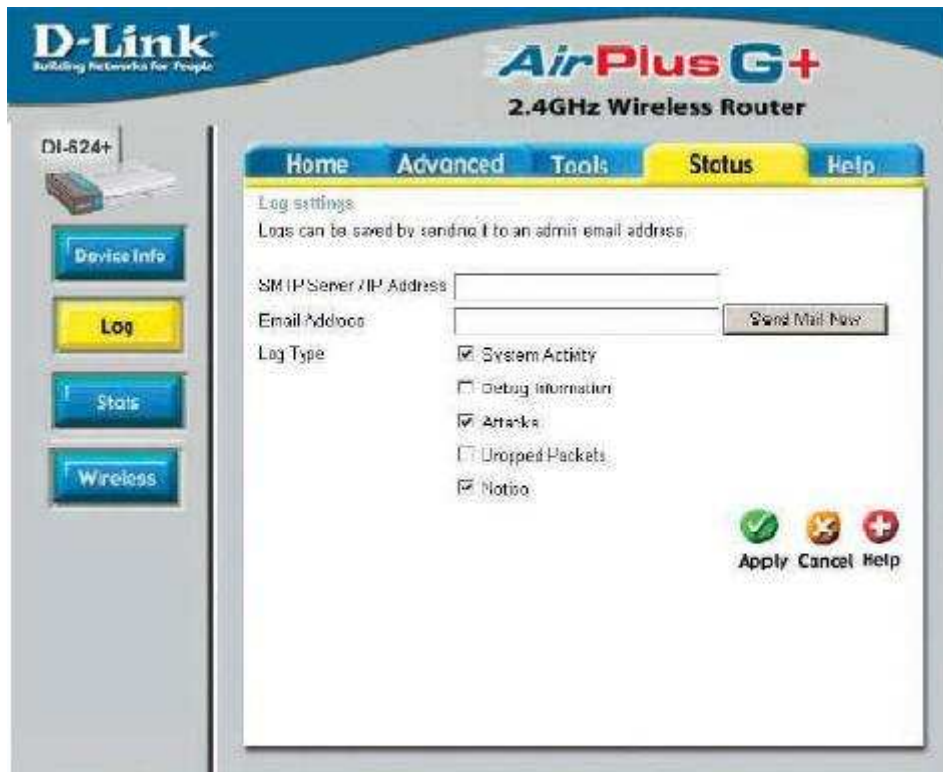 D-Link
Building Networks for People
AirPlus G+
2.4GHz Wireless Router
DI-624+
Home Advanced Tools Status Help
Device Info
Log
Stats
Wireless
Log settings
Logs can be saved by sending it to an admin email address.
SMTP Server / IP Address
Email Address Send Mail Now
Log Type System Activity
Debug Information
Attacks
Dropped Packets
Notice
Apply Cancel Help